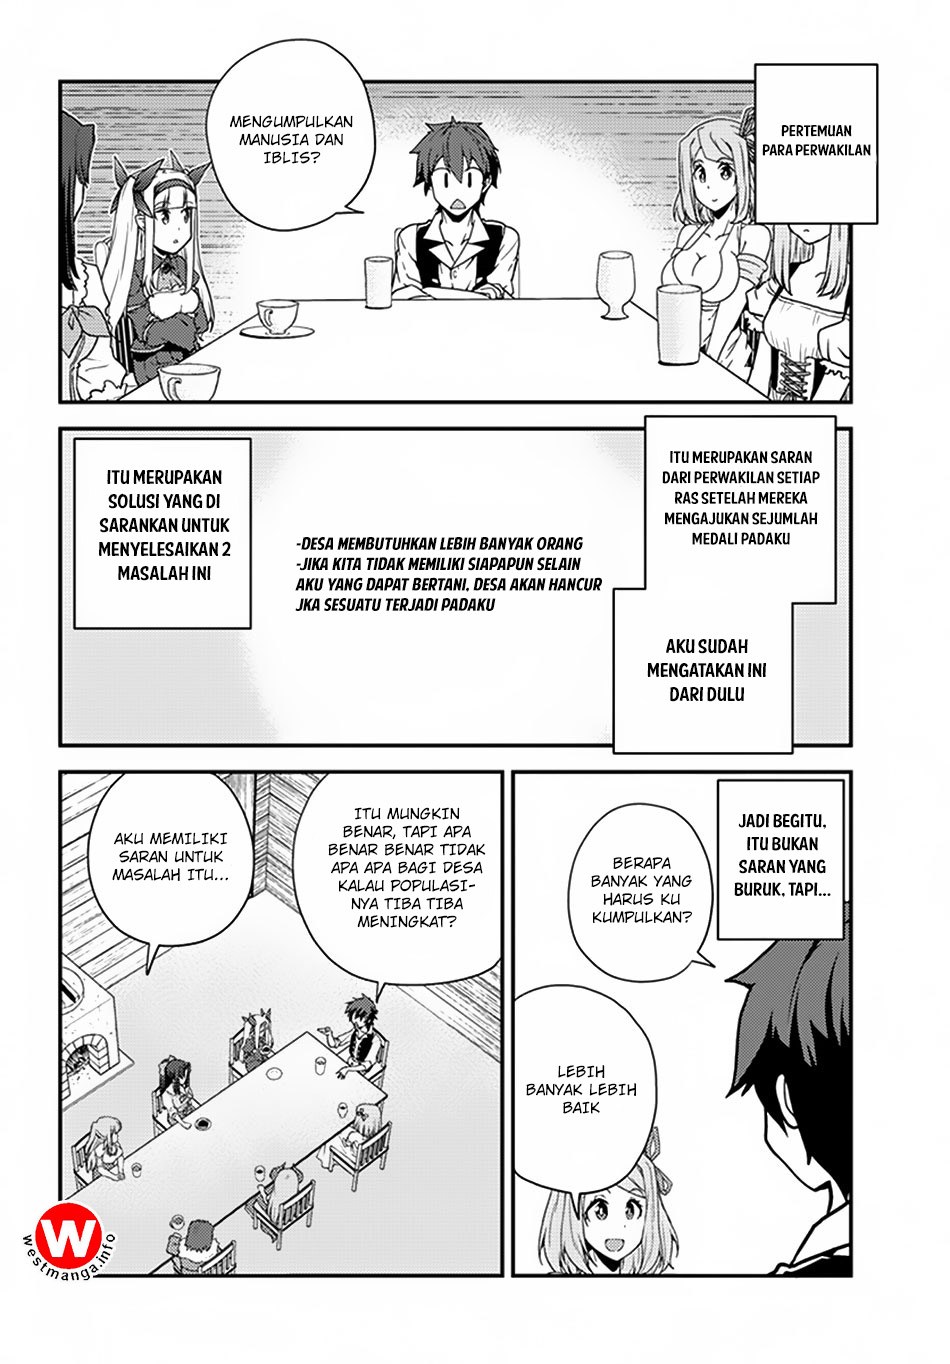 PERTEMUAN
PARA PERWAKILAN
MENGUMPULKAN
MANUSIA DAN
IBLIS?
ITU MERUPAKAN SARAN
DARI PERWAKILAN SETIAP
RAS SETELAH MEREKA
MENGAJUKAN SEJUMLAH
MEDALI PADAKU
AKU SUDAH
MENGATAKAN INI
DARI DULU
-DESA MEMBUTUHKAN LEBIH BANYAK ORANG
-JIKA KITA TIDAK MEMILIKI SIAPAPUN SELAIN
AKU YANG DAPAT BERTANI, DESA AKAN HANCUR
JKA SESUATU TERJADI PADAKU
ITU MERUPAKAN
SOLUSI YANG DI
SARANKAN UNTUK
MENYELESAIKAN 2
MASALAH INI
JADI BEGITU,
ITU BUKAN
SARAN YANG
BURUK, TAPI...
BERAPA
BANYAK YANG
HARUS KU
KUMPULKAN?
LEBIH
BANYAK LEBIH
BAIK
ITU MUNGKIN
BENAR, TAPI APA
BENAR BENAR TIDAK
APA APA BAGI DESA
KALAU POPULASI-
NYA TIBA TIBA
MENINGKAT?
AKU MEMILIKI
SARAN UNTUK
MASALAH ITU...
W
westmanga.info